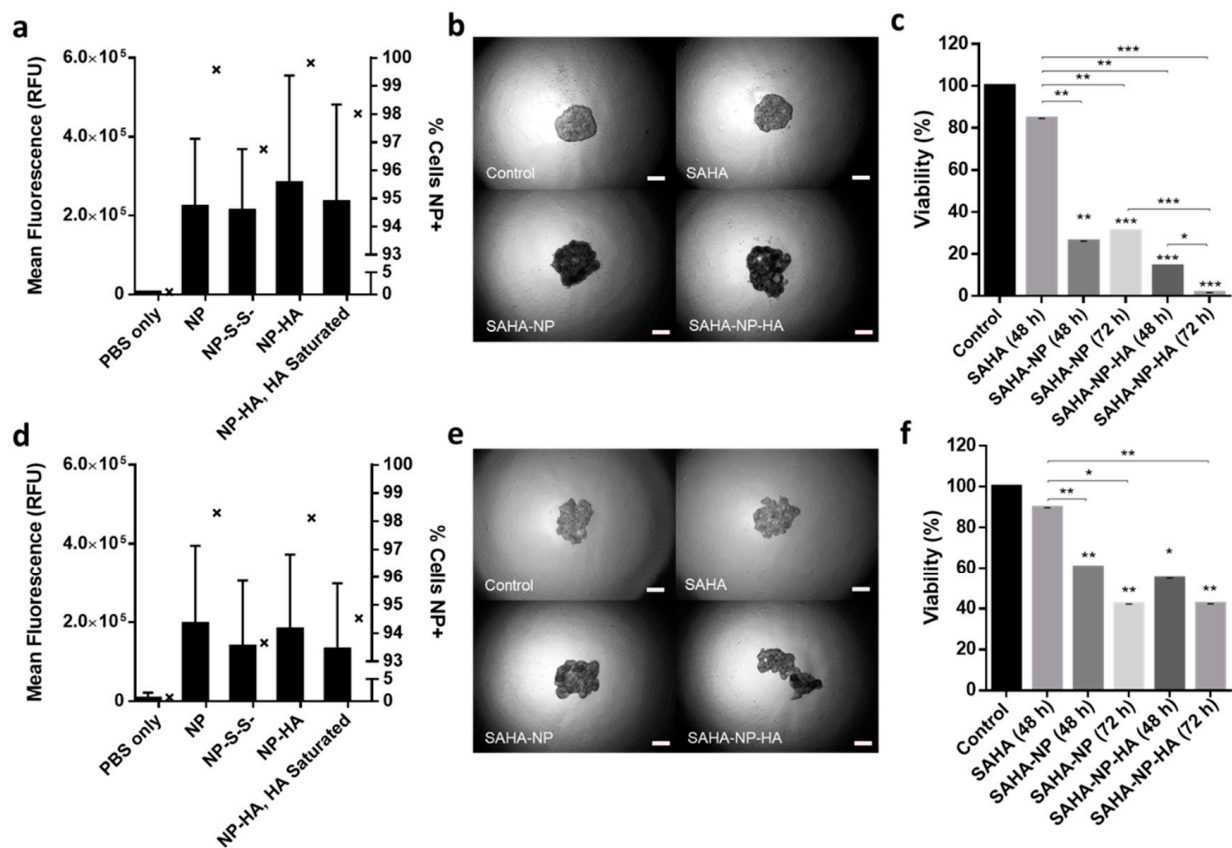 a
Mean Fluorescence (RFU)
6.0×10⁵
4.0×10⁵
2.0×10⁵
0
100
99
98
97
96
95
94
93
5
0
% Cells NP+
PBS only
NP
NP-S-S-
NP-HA
NP-HA, HA Saturated
b
Control
SAHA
SAHA-NP
SAHA-NP-HA
c
Viability (%)
120
100
80
60
40
20
0
***
**
**
**
** *** ***
*** *
***
Control
SAHA (48 h)
SAHA-NP (48 h)
SAHA-NP (72 h)
SAHA-NP-HA (48 h)
SAHA-NP-HA (72 h)
d
Mean Fluorescence (RFU)
6.0×10⁵
4.0×10⁵
2.0×10⁵
0
100
99
98
97
96
95
94
93
5
0
% Cells NP+
PBS only
NP
NP-S-S-
NP-HA
NP-HA, HA Saturated
e
Control
SAHA
SAHA-NP
SAHA-NP-HA
f
Viability (%)
120
100
80
60
40
20
0
**
*
**
** *
** **
Control
SAHA (48 h)
SAHA-NP (48 h)
SAHA-NP (72 h)
SAHA-NP-HA (48 h)
SAHA-NP-HA (72 h)